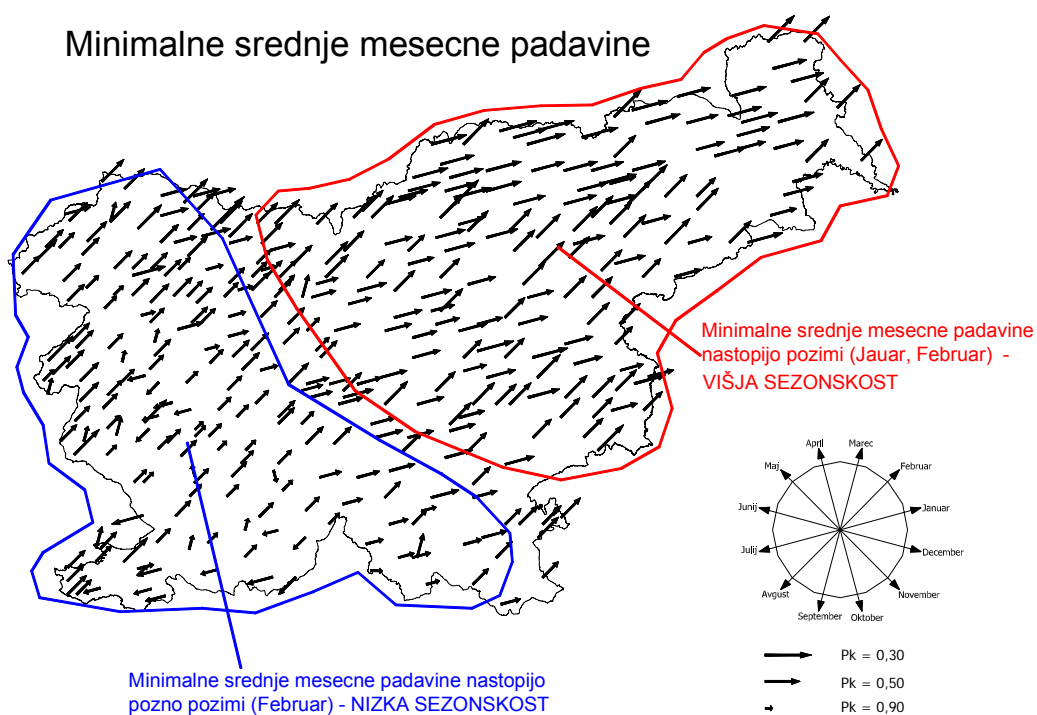 Minimalne srednje mesecne padavine
Minimalne srednje mesecne padavine
nastopijo pozimi (Jauar, Februar) -
VIŠJA SEZONSKOST
April
Marec
Maj
Februar
Junij
Januar
Julij
December
Avgust
November
September
Oktober
Pk = 0,30
Pk = 0,50
Pk = 0,90
Minimalne srednje mesecne padavine nastopijo
pozno pozimi (Februar) - NIZKA SEZONSKOST